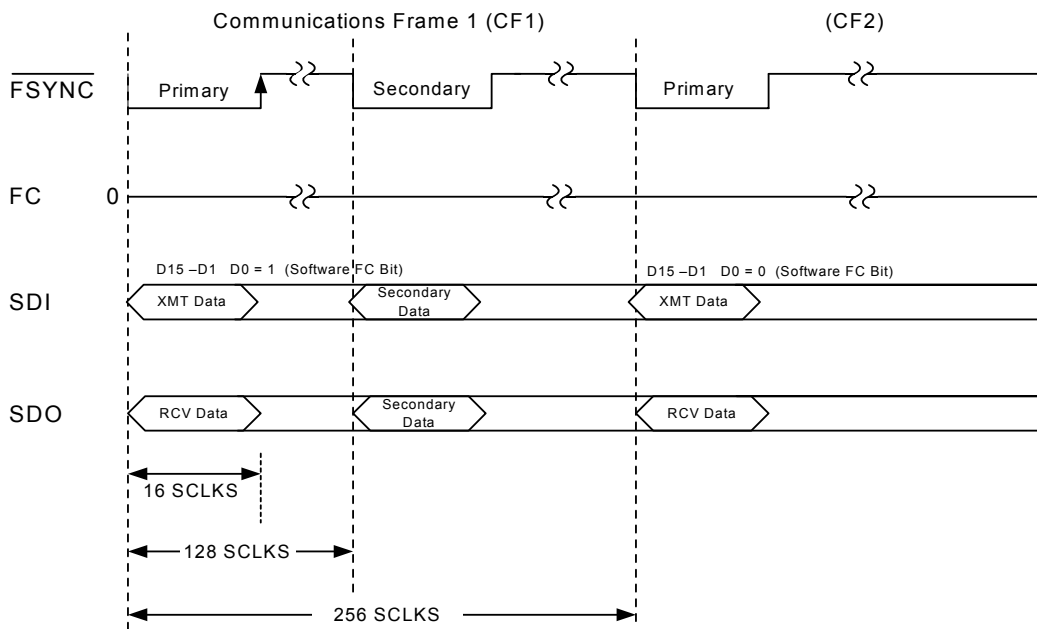 Communications Frame 1 (CF1) (CF2)
FSYNC Primary Secondary Primary
FC 0
D15 –D1 D0 = 1 (Software FC Bit) D15 –D1 D0 = 0 (Software FC Bit)
SDI XMT Data Secondary Data XMT Data
SDO RCV Data Secondary Data RCV Data
16 SCLKS
128 SCLKS
256 SCLKS